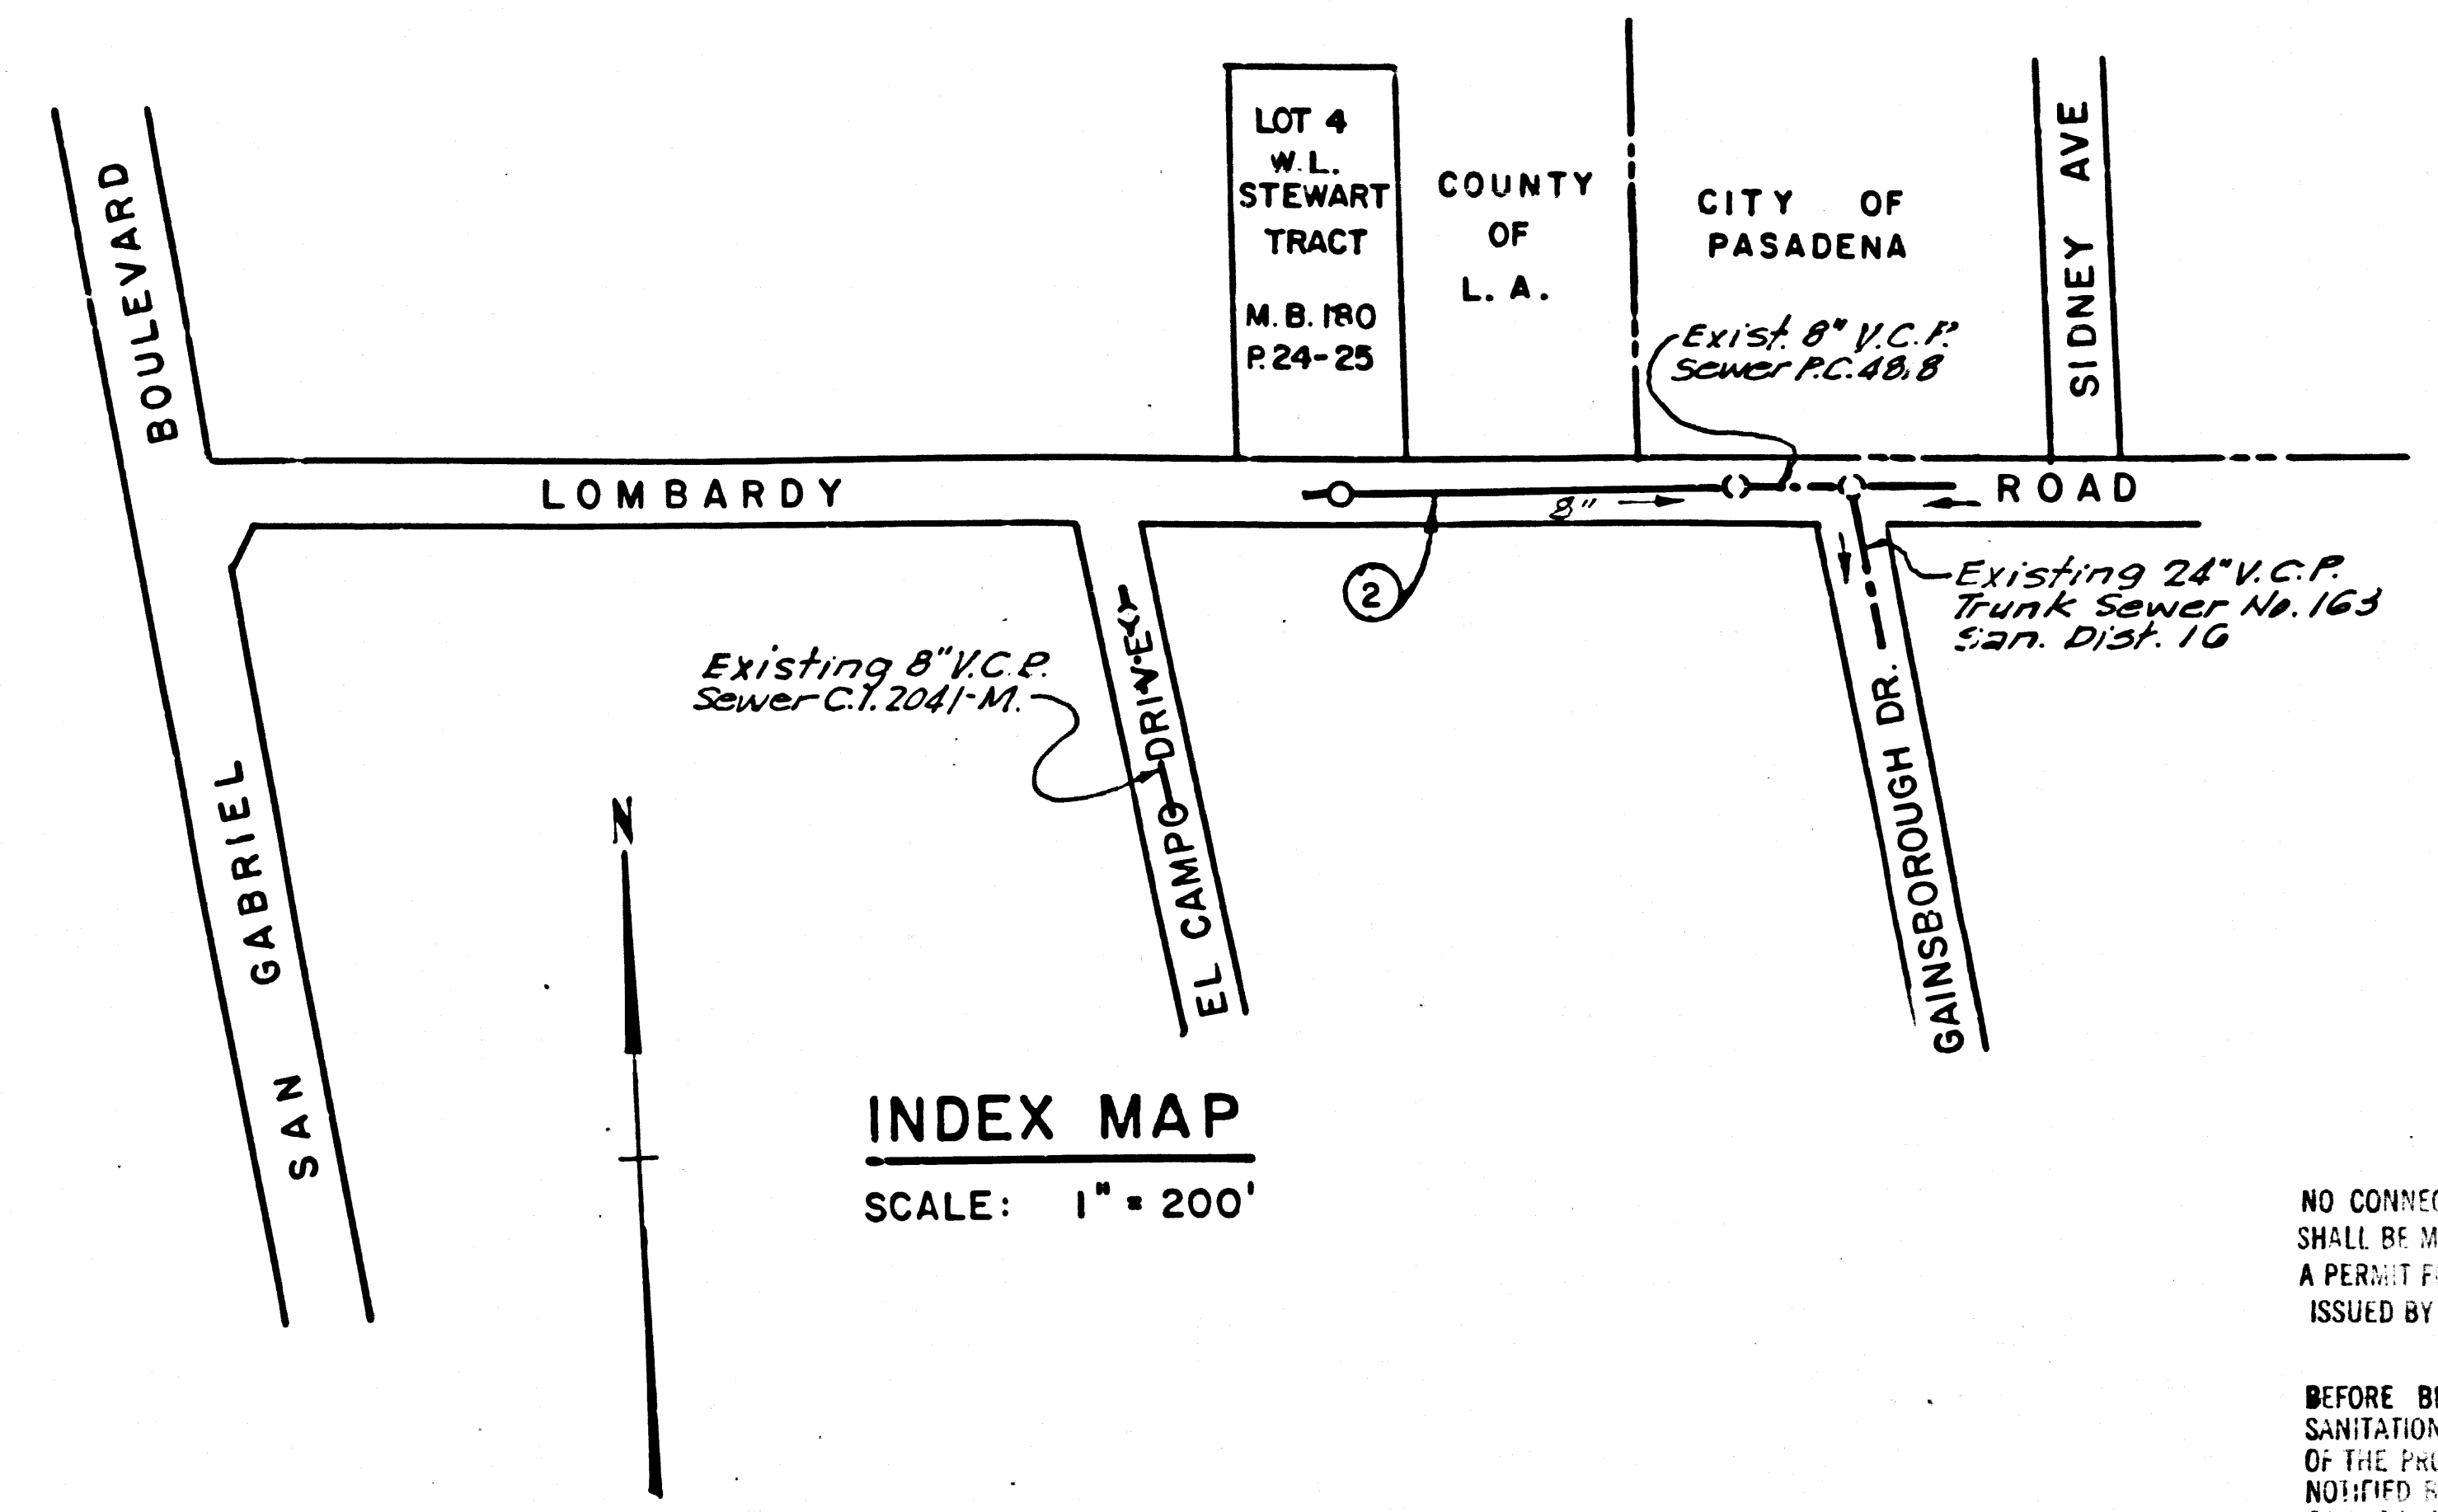 BOULEVARD
LOT 4
W.L.
STEWART
TRACT
M.B. 180
P. 24-25
COUNTY
OF
L. A.
CITY OF
PASADENA
SIDNEY AVE
Exist. 8" V.C.P.
Sewer P.C. 48.8
LOMBARDY
8"
ROAD
2
Existing 24" V.C.P.
Trunk Sewer No. 163
San. Dist. 16
Existing 8" V.C.P.
Sewer C.I. 2041-M.
EL CAMPO DRIVE
GAINSBOROUGH DR.
SAN GABRIEL
N
INDEX MAP
SCALE: 1" = 200'
NO CONNEC
SHALL BE M
A PERMIT F
ISSUED BY
BEFORE B
SANITATION
OF THE PRO
NOTIFIED